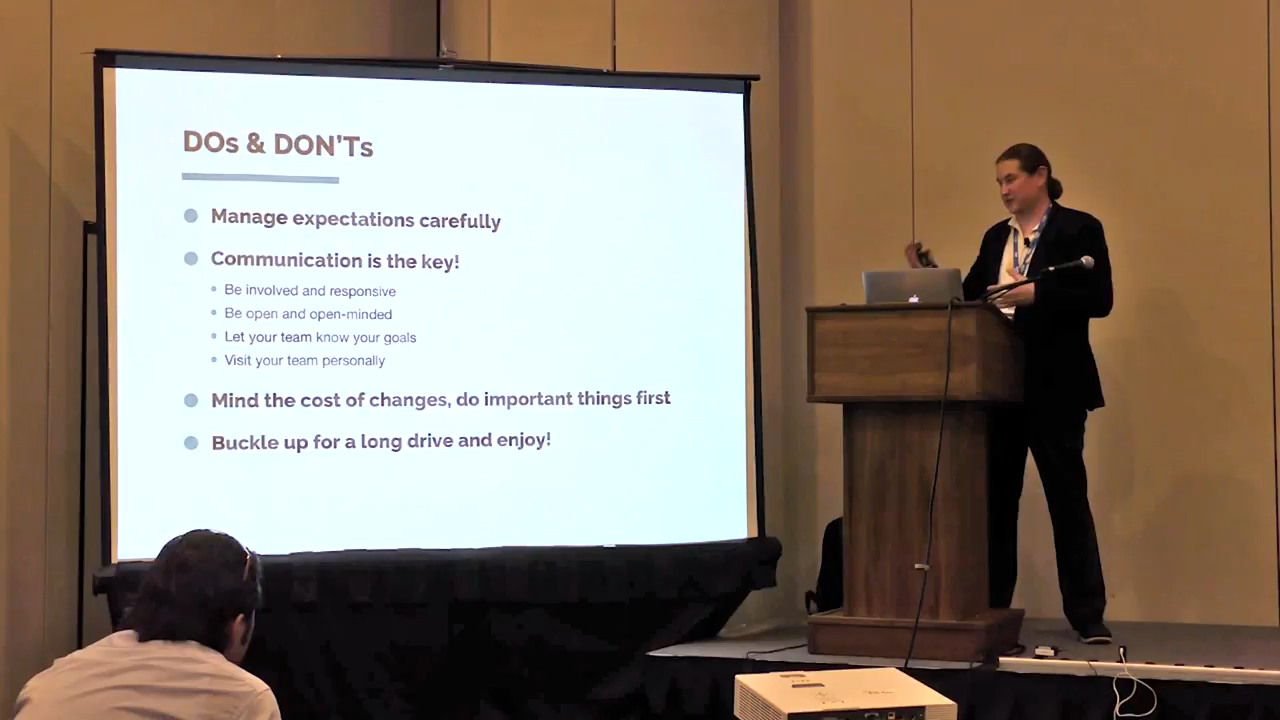 DOs & DON'Ts
Manage expectations carefully
Communication is the key!
Be involved and responsive
Be open and open-minded
Let your team know your goals
Visit your team personally
Mind the cost of changes, do important things first
Buckle up for a long drive and enjoy!